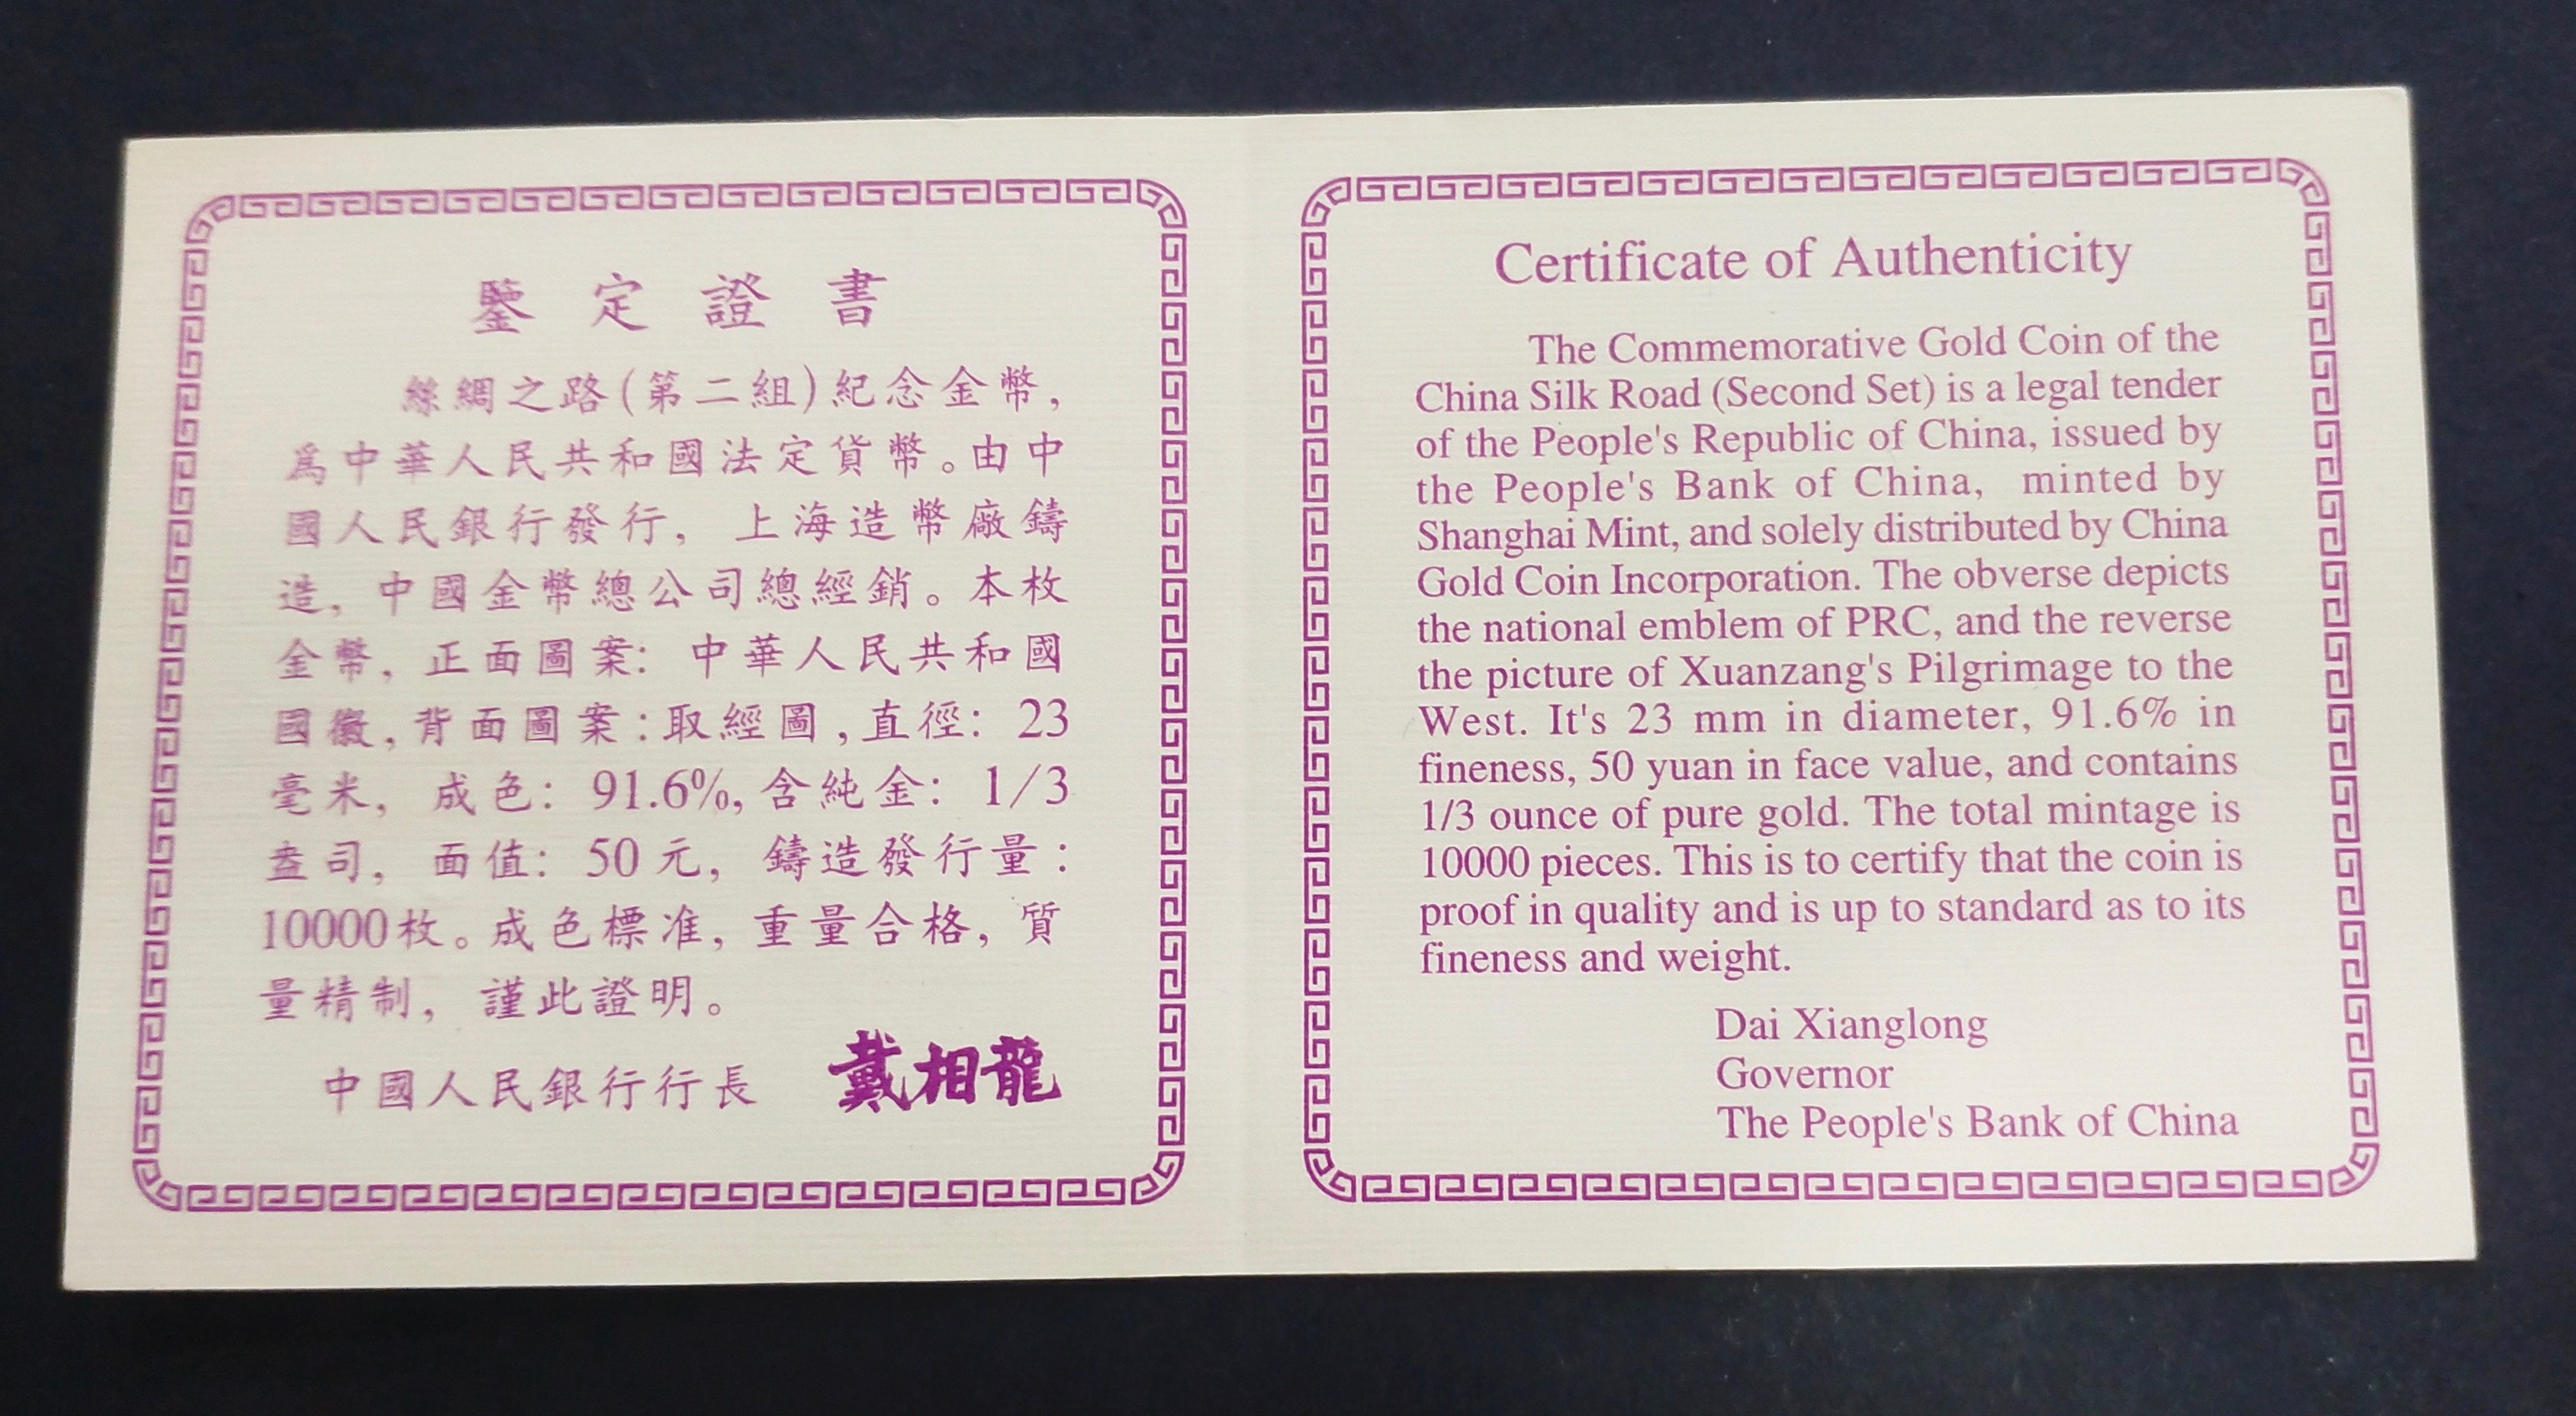 鑒定證書
絲綢之路(第二組)紀念金幣,
爲中華人民共和國法定貨幣。由中
國人民銀行發行, 上海造幣廠鑄
造, 中國金幣總公司總經銷。本枚
金幣, 正面圖案: 中華人民共和國
國徽, 背面圖案:取經圖,直徑: 23
毫米, 成色: 91.6%, 含純金: 1/3
盎司, 面值: 50元, 鑄造發行量:
10000枚。成色標准, 重量合格, 質
量精制, 謹此證明。
中國人民銀行行長 戴相龍
Certificate of Authenticity
The Commemorative Gold Coin of the
China Silk Road (Second Set) is a legal tender
of the People's Republic of China, issued by
the People's Bank of China, minted by
Shanghai Mint, and solely distributed by China
Gold Coin Incorporation. The obverse depicts
the national emblem of PRC, and the reverse
the picture of Xuanzang's Pilgrimage to the
West. It's 23 mm in diameter, 91.6% in
fineness, 50 yuan in face value, and contains
1/3 ounce of pure gold. The total mintage is
10000 pieces. This is to certify that the coin is
proof in quality and is up to standard as to its
fineness and weight.
Dai Xianglong
Governor
The People's Bank of China